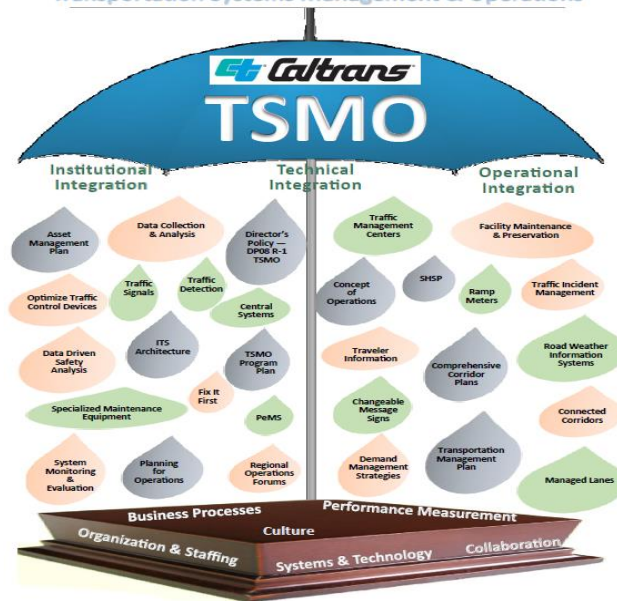 Transportation Systems Management & Operations
Caltrans
TSMO
Institutional
Integration
Technical
Integration
Operational
Integration
Asset
Management
Plan
Data Collection
& Analysis
Director's
Policy —
DP08 R-1
TSMO
Traffic
Management
Centers
Facility Maintenance
& Preservation
Optimize Traffic
Control Devices
Traffic
Signals
Traffic
Detection
Central
Systems
Concept
of
Operations
SHSP
Ramp
Meters
Traffic Incident
Management
Data Driven
Safety
Analysis
ITS
Architecture
TSMO
Program
Plan
Traveler
Information
Comprehensive
Corridor
Plans
Road Weather
Information
Systems
Specialized Maintenance
Equipment
Fix It
First
PeMS
Changeable
Message
Signs
Connected
Corridors
System
Monitoring
&
Evaluation
Planning
for
Operations
Regional
Operations
Forums
Demand
Management
Strategies
Transportation
Management
Plan
Managed Lanes
Business Processes
Performance Measurement
Culture
Organization & Staffing
Systems & Technology
Collaboration